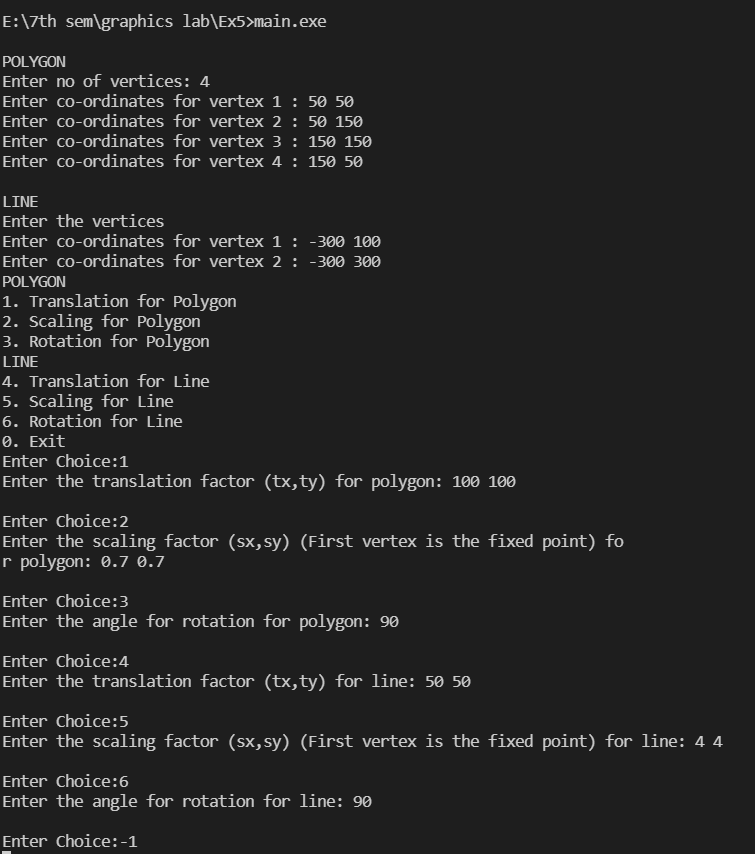 E:\7th sem\graphics lab\Ex5>main.exe
POLYGON
Enter no of vertices: 4
Enter co-ordinates for vertex 1 : 50 50
Enter co-ordinates for vertex 2 : 50 150
Enter co-ordinates for vertex 3 : 150 150
Enter co-ordinates for vertex 4 : 150 50
LINE
Enter the vertices
Enter co-ordinates for vertex 1 : -300 100
Enter co-ordinates for vertex 2 : -300 300
POLYGON
1. Translation for Polygon
2. Scaling for Polygon
3. Rotation for Polygon
LINE
4. Translation for Line
5. Scaling for Line
6. Rotation for Line
0. Exit
Enter Choice:1
Enter the translation factor (tx,ty) for polygon: 100 100
Enter Choice:2
Enter the scaling factor (sx,sy) (First vertex is the fixed point) fo
r polygon: 0.7 0.7
Enter Choice:3
Enter the angle for rotation for polygon: 90
Enter Choice:4
Enter the translation factor (tx,ty) for line: 50 50
Enter Choice:5
Enter the scaling factor (sx,sy) (First vertex is the fixed point) for line: 4 4
Enter Choice:6
Enter the angle for rotation for line: 90
Enter Choice:-1